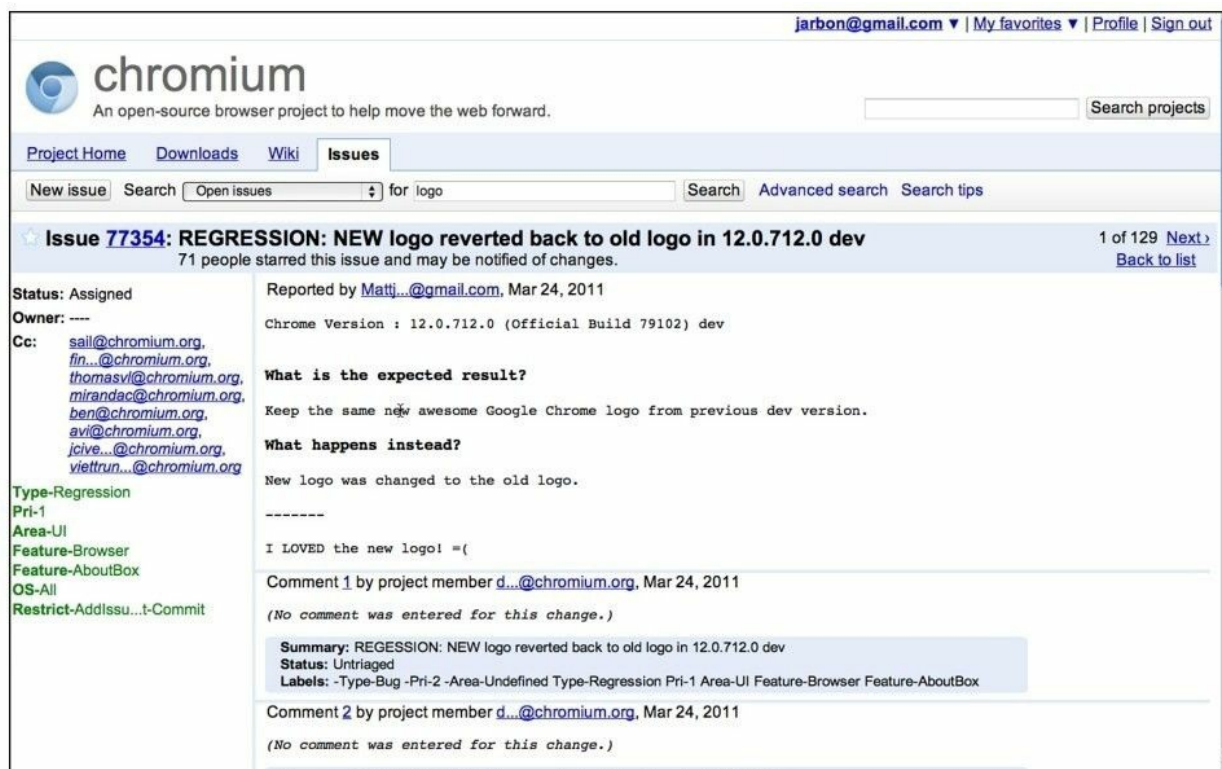 jarbon@gmail.com ▼ | My favorites ▼ | Profile | Sign out
chromium
An open-source browser project to help move the web forward.
Search projects
Project Home Downloads Wiki Issues
New issue Search Open issues for logo Search Advanced search Search tips
Issue 77354: REGRESSION: NEW logo reverted back to old logo in 12.0.712.0 dev
71 people starred this issue and may be notified of changes.
1 of 129 Next ›
Back to list
Status: Assigned
Owner: ----
Cc: sail@chromium.org,
fin...@chromium.org,
thomasvl@chromium.org,
mirandac@chromium.org,
ben@chromium.org,
avi@chromium.org,
jcive...@chromium.org,
viettrun...@chromium.org
Type-Regression
Pri-1
Area-UI
Feature-Browser
Feature-AboutBox
OS-All
Restrict-AddIssu...t-Commit
Reported by Mattj...@gmail.com, Mar 24, 2011
Chrome Version : 12.0.712.0 (Official Build 79102) dev
What is the expected result?
Keep the same new awesome Google Chrome logo from previous dev version.
What happens instead?
New logo was changed to the old logo.
-------
I LOVED the new logo! =(
Comment 1 by project member d...@chromium.org, Mar 24, 2011
(No comment was entered for this change.)
Summary: REGESSION: NEW logo reverted back to old logo in 12.0.712.0 dev
Status: Untriaged
Labels: -Type-Bug -Pri-2 -Area-Undefined Type-Regression Pri-1 Area-UI Feature-Browser Feature-AboutBox
Comment 2 by project member d...@chromium.org, Mar 24, 2011
(No comment was entered for this change.)